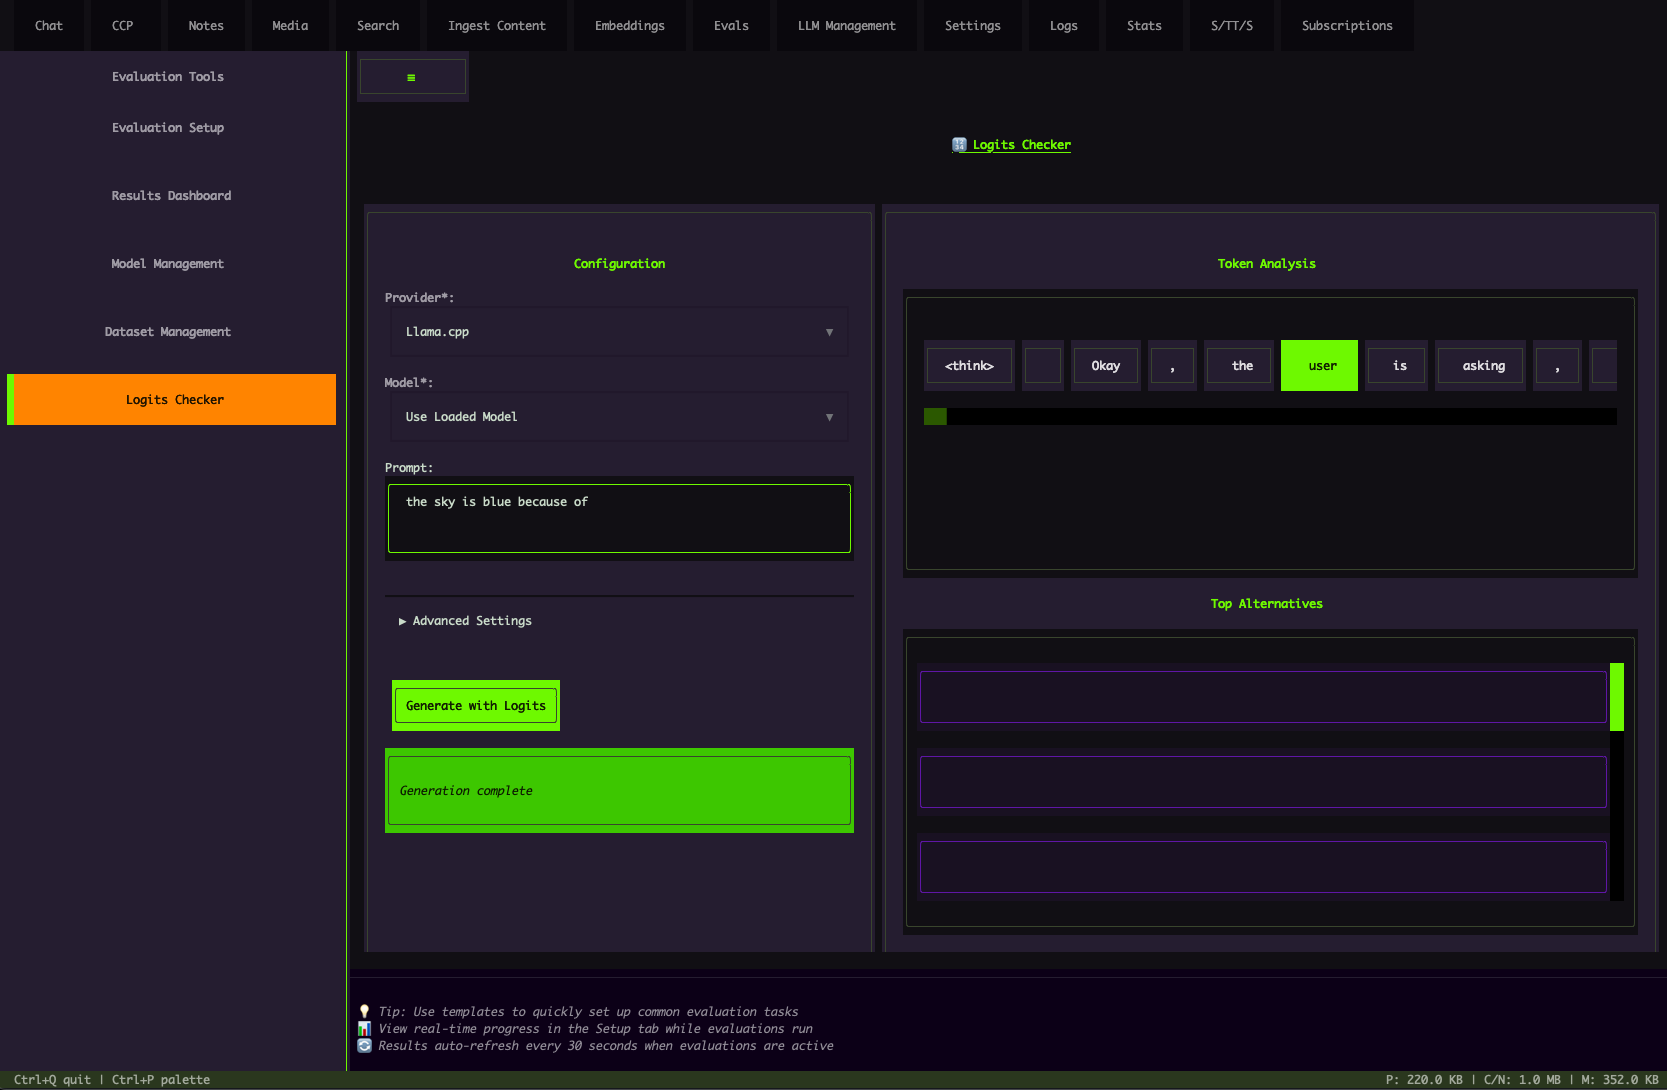 Chat CCP Notes Media Search Ingest Content Embeddings Evals LLM Management Settings Logs Stats S/TT/S Subscriptions
Evaluation Tools
Evaluation Setup
Results Dashboard
Model Management
Dataset Management
Logits Checker
≡
🔢 Logits Checker
Configuration
Provider*:
Llama.cpp ▼
Model*:
Use Loaded Model ▼
Prompt:
the sky is blue because of
▶ Advanced Settings
Generate with Logits
Generation complete
Token Analysis
<think> Okay , the user is asking ,
Top Alternatives
💡 Tip: Use templates to quickly set up common evaluation tasks
📊 View real-time progress in the Setup tab while evaluations run
🔄 Results auto-refresh every 30 seconds when evaluations are active
Ctrl+Q quit | Ctrl+P palette
P: 220.0 KB | C/N: 1.0 MB | M: 352.0 KB